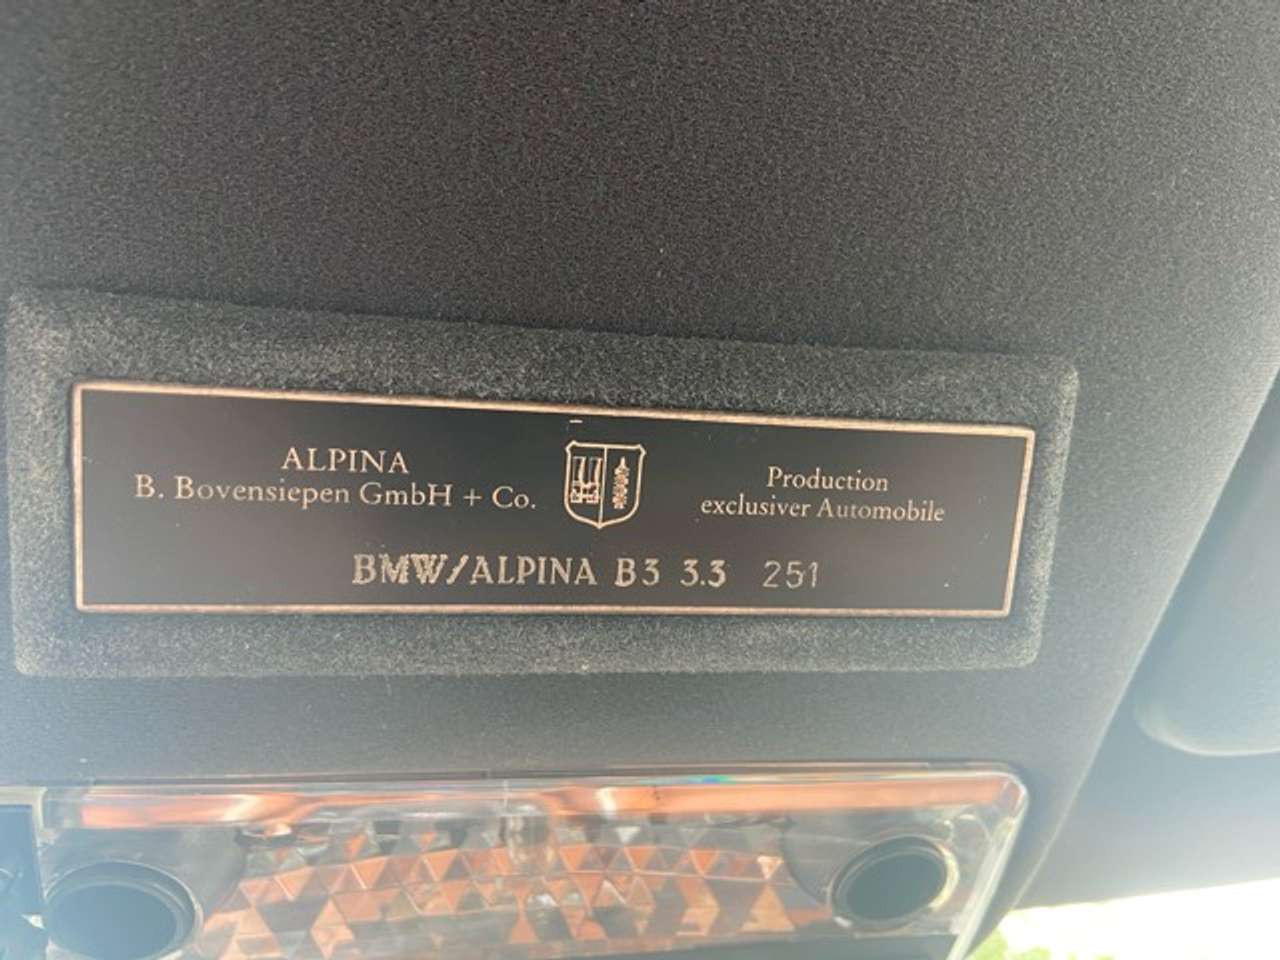 ALPINA
B. Bovensiepen GmbH + Co.
Production
exclusiver Automobile
BMW/ALPINA B3 3.3 251